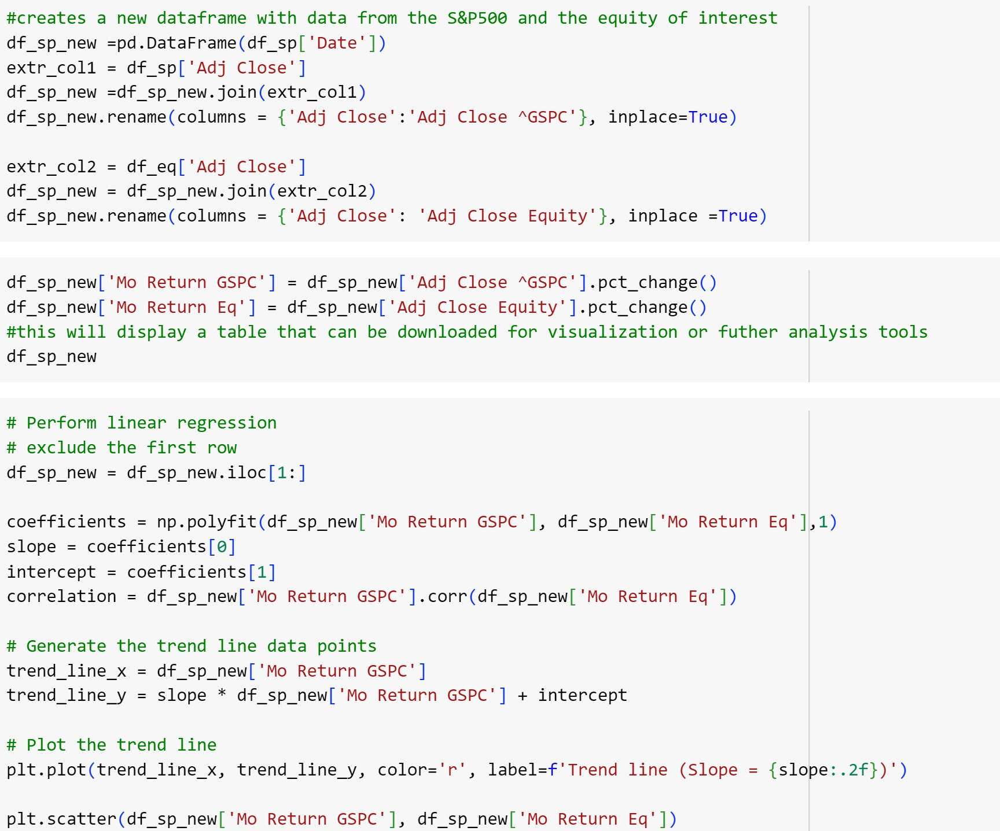 #creates a new dataframe with data from the S&P500 and the equity of interest
df_sp_new =pd.DataFrame(df_sp['Date'])
extr_col1 = df_sp['Adj Close']
df_sp_new =df_sp_new.join(extr_col1)
df_sp_new.rename(columns = {'Adj Close':'Adj Close ^GSPC'}, inplace=True)
extr_col2 = df_eq['Adj Close']
df_sp_new = df_sp_new.join(extr_col2)
df_sp_new.rename(columns = {'Adj Close': 'Adj Close Equity'}, inplace =True)
df_sp_new['Mo Return GSPC'] = df_sp_new['Adj Close ^GSPC'].pct_change()
df_sp_new['Mo Return Eq'] = df_sp_new['Adj Close Equity'].pct_change()
#this will display a table that can be downloaded for visualization or futher analysis tools
df_sp_new
# Perform linear regression
# exclude the first row
df_sp_new = df_sp_new.iloc[1:]
coefficients = np.polyfit(df_sp_new['Mo Return GSPC'], df_sp_new['Mo Return Eq'],1)
slope = coefficients[0]
intercept = coefficients[1]
correlation = df_sp_new['Mo Return GSPC'].corr(df_sp_new['Mo Return Eq'])
# Generate the trend line data points
trend_line_x = df_sp_new['Mo Return GSPC']
trend_line_y = slope * df_sp_new['Mo Return GSPC'] + intercept
# Plot the trend line
plt.plot(trend_line_x, trend_line_y, color='r', label=f'Trend line (Slope = {slope:.2f})')
plt.scatter(df_sp_new['Mo Return GSPC'], df_sp_new['Mo Return Eq'])